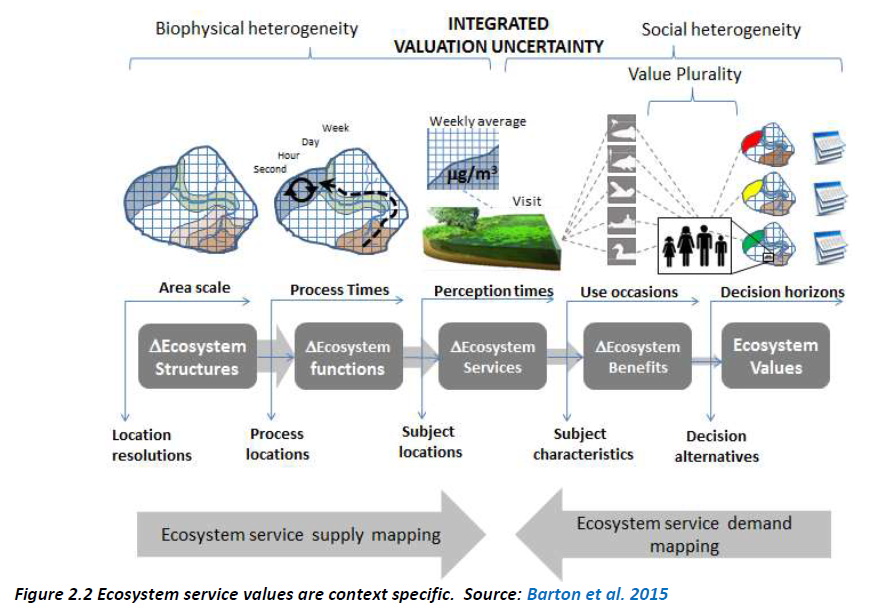 INTEGRATED
VALUATION UNCERTAINTY
Biophysical heterogeneity
Social heterogeneity
Value Plurality
Week
Day
Hour
Second
Weekly average
µg/m³
Visit
Area scale
Process Times
Perception times
Use occasions
Decision horizons
ΔEcosystem
Structures
ΔEcosystem
functions
ΔEcosystem
Services
ΔEcosystem
Benefits
Ecosystem
Values
Location
resolutions
Process
locations
Subject
locations
Subject
characteristics
Decision
alternatives
Ecosystem service supply mapping
Ecosystem service demand
mapping
Figure 2.2 Ecosystem service values are context specific. Source: Barton et al. 2015